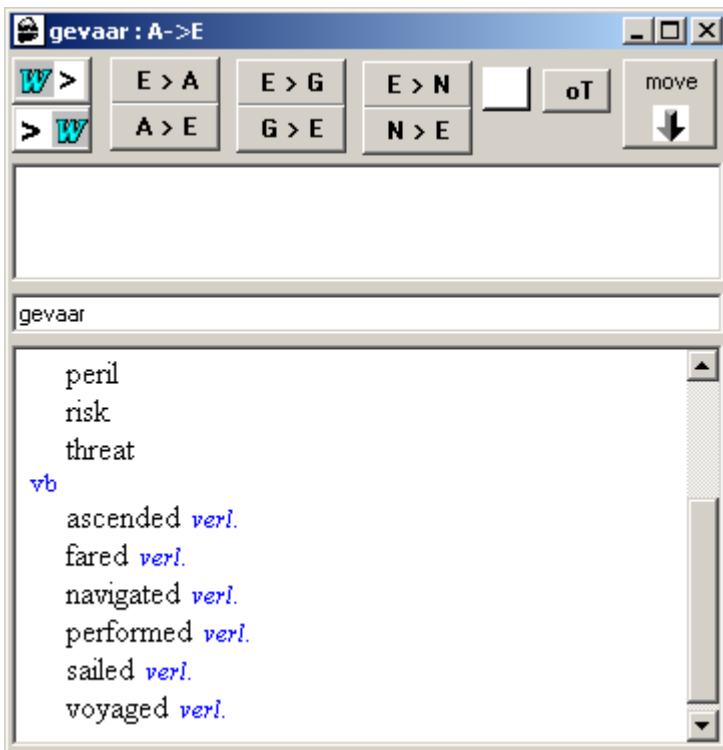 gevaar : A->E
W > E > A E > G E > N oT move
> W A > E G > E N > E
gevaar
peril
risk
threat
vb
ascended verl.
fared verl.
navigated verl.
performed verl.
sailed verl.
voyaged verl.